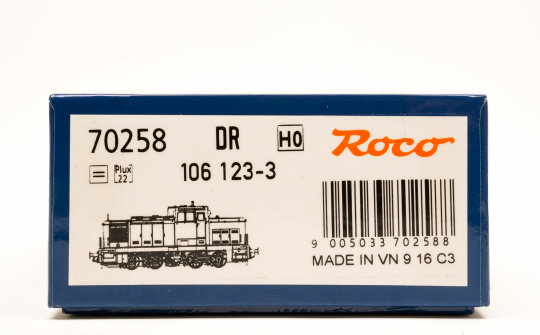 70258 DR H0 Roco
= Plux 22 106 123-3
9 005033 702588
MADE IN VN 9 16 C3